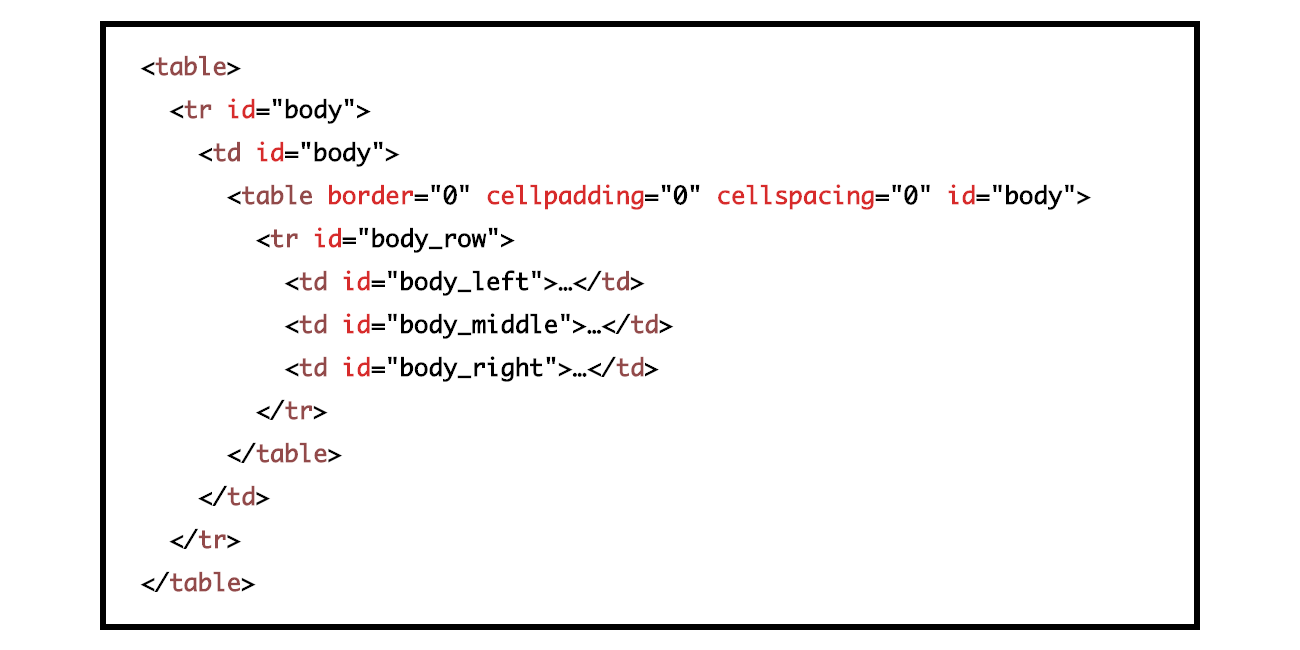 <table>
  <tr id="body">
    <td id="body">
      <table border="0" cellpadding="0" cellspacing="0" id="body">
        <tr id="body_row">
          <td id="body_left">…</td>
          <td id="body_middle">…</td>
          <td id="body_right">…</td>
        </tr>
      </table>
    </td>
  </tr>
</table>